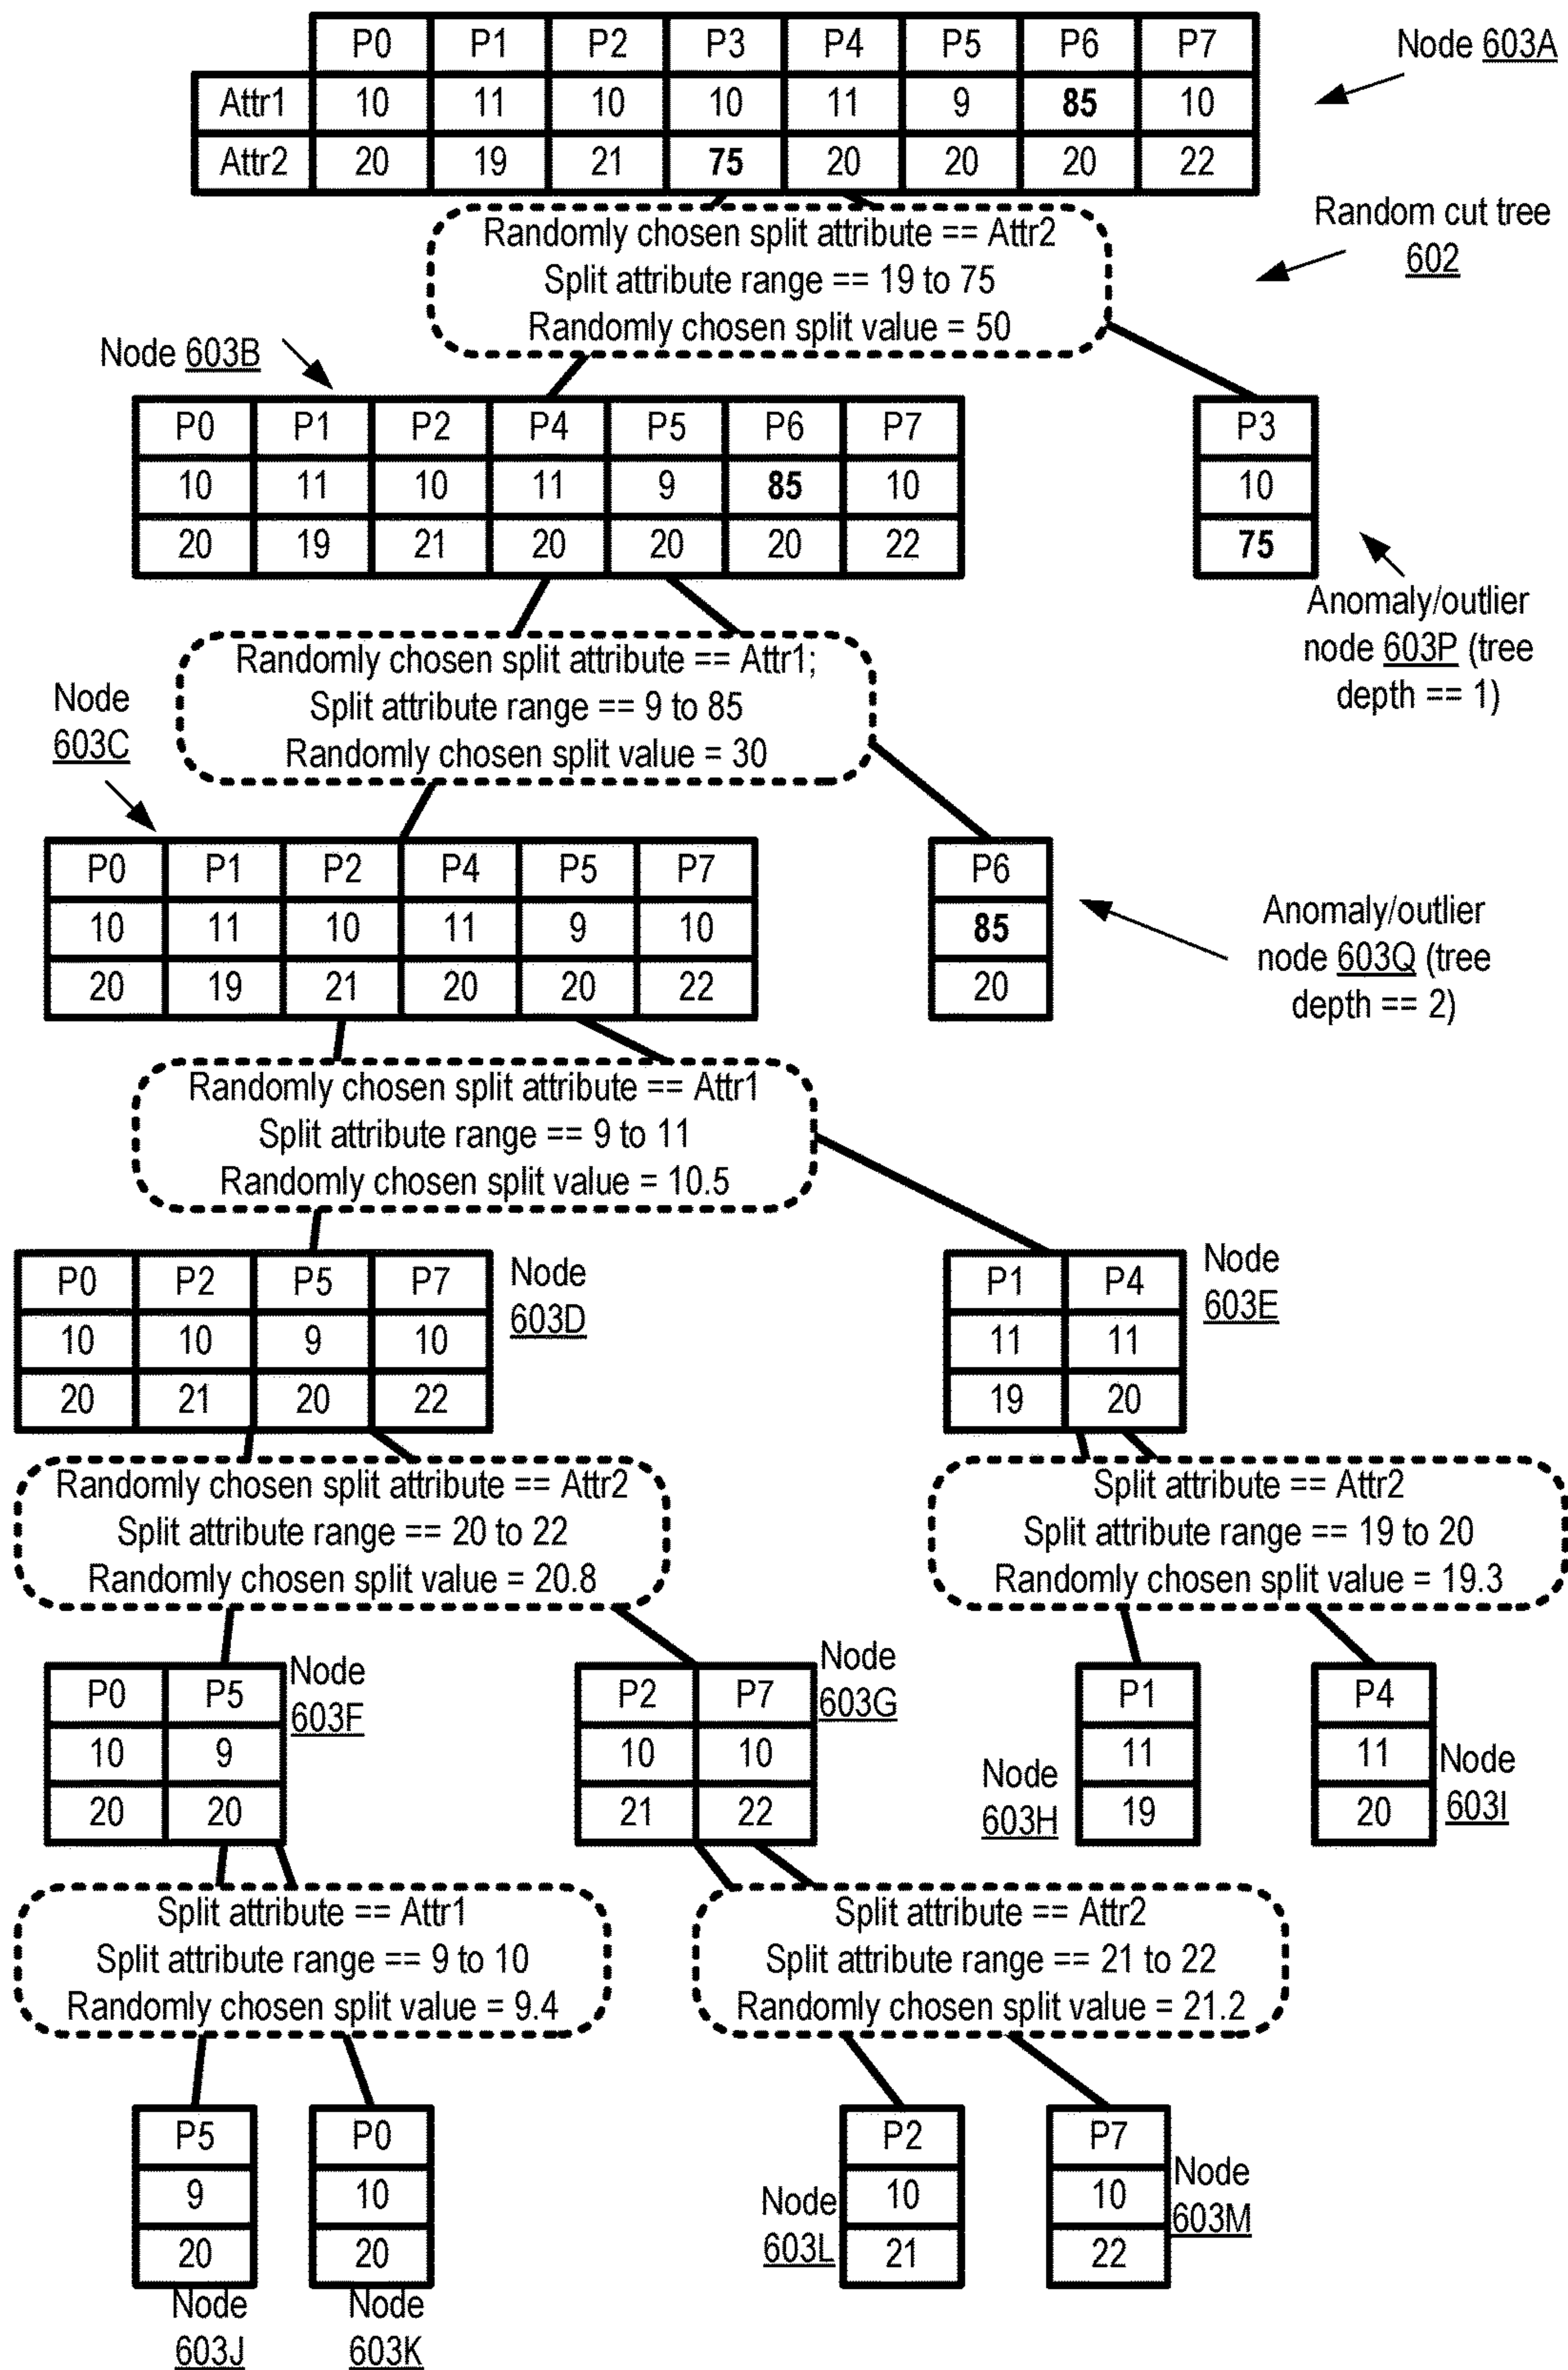 P0 P1 P2 P3 P4 P5 P6 P7
Attr1 10 11 10 10 11 9 85 10
Attr2 20 19 21 75 20 20 20 22
Node 603A
Randomly chosen split attribute == Attr2
Split attribute range == 19 to 75
Randomly chosen split value = 50
Random cut tree
602
Node 603B
P0 P1 P2 P4 P5 P6 P7
10 11 10 11 9 85 10
20 19 21 20 20 20 22
P3
10
75
Anomaly/outlier
node 603P (tree
depth == 1)
Randomly chosen split attribute == Attr1;
Split attribute range == 9 to 85
Randomly chosen split value = 30
Node
603C
P0 P1 P2 P4 P5 P7
10 11 10 11 9 10
20 19 21 20 20 22
P6
85
20
Anomaly/outlier
node 603Q (tree
depth == 2)
Randomly chosen split attribute == Attr1
Split attribute range == 9 to 11
Randomly chosen split value = 10.5
P0 P2 P5 P7
10 10 9 10
20 21 20 22
Node
603D
P1 P4
11 11
19 20
Node
603E
Randomly chosen split attribute == Attr2
Split attribute range == 20 to 22
Randomly chosen split value = 20.8
Split attribute == Attr2
Split attribute range == 19 to 20
Randomly chosen split value = 19.3
P0 P5
10 9
20 20
Node
603F
P2 P7
10 10
21 22
Node
603G
P1
11
19
Node
603H
P4
11
20
Node
603I
Split attribute == Attr1
Split attribute range == 9 to 10
Randomly chosen split value = 9.4
Split attribute == Attr2
Split attribute range == 21 to 22
Randomly chosen split value = 21.2
P5
9
20
Node
603J
P0
10
20
Node
603K
P2
10
21
Node
603L
P7
10
22
Node
603M